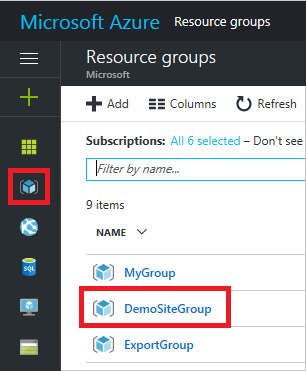 Microsoft Azure Resource groups
Resource groups
Microsoft
Add Columns Refresh
Subscriptions: All 6 selected – Don't see
Filter by name...
9 items
NAME
MyGroup
SQL
DemoSiteGroup
ExportGroup